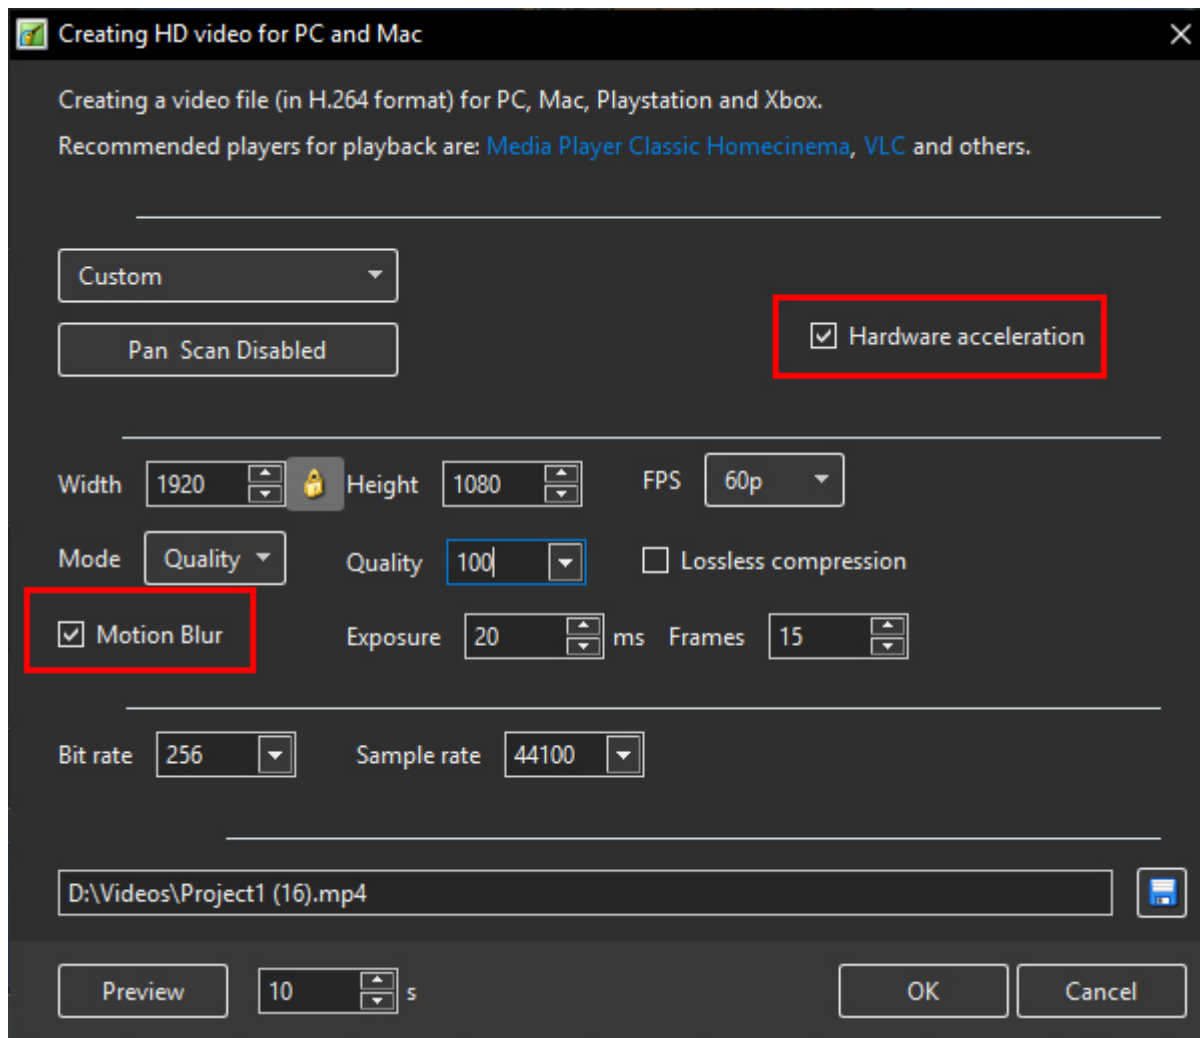 Creating HD video for PC and Mac
Creating a video file (in H.264 format) for PC, Mac, Playstation and Xbox.
Recommended players for playback are: Media Player Classic Homecinema, VLC and others.
Custom
Pan Scan Disabled
Hardware acceleration
Width 1920 Height 1080 FPS 60p
Mode Quality Quality 100 Lossless compression
Motion Blur Exposure 20 ms Frames 15
Bit rate 256 Sample rate 44100
D:\Videos\Project1 (16).mp4
Preview 10 s OK Cancel